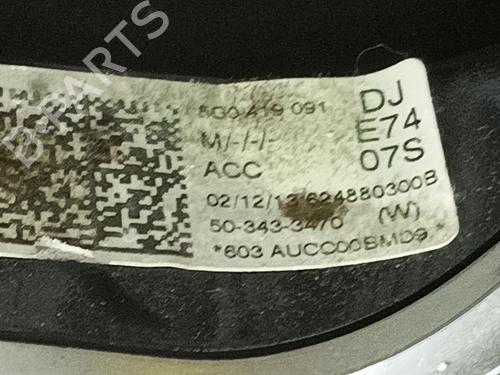 B-PARTS
5G0 419 091
DJ
M/-/-/-
E74
ACC
07S
02/12/13 624880300B
50-343-3470 (W)
*603 AUCC00BMD9 *